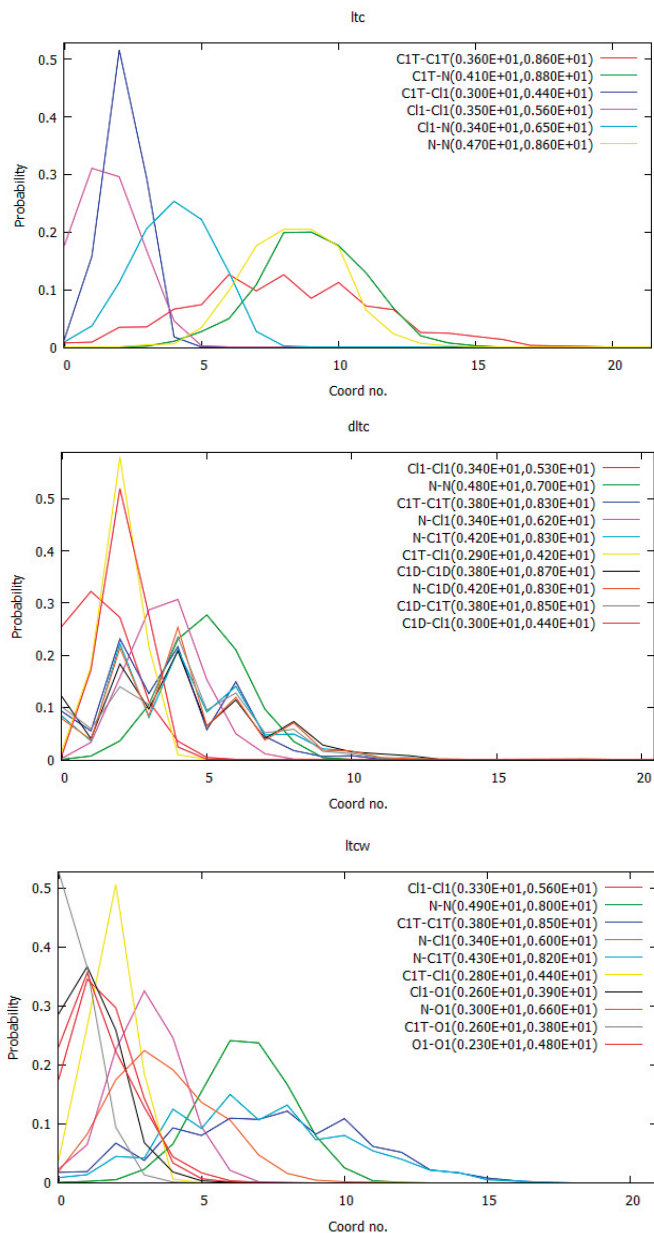 ltc
C1T-C1T(0.360E+01,0.860E+01)
C1T-N(0.410E+01,0.880E+01)
C1T-Cl1(0.300E+01,0.440E+01)
Cl1-Cl1(0.350E+01,0.560E+01)
Cl1-N(0.340E+01,0.650E+01)
N-N(0.470E+01,0.860E+01)
Probability
0.5
0.4
0.3
0.2
0.1
0
0 5 10 15 20
Coord no.
dltc
Cl1-Cl1(0.340E+01,0.530E+01)
N-N(0.480E+01,0.700E+01)
C1T-C1T(0.380E+01,0.830E+01)
N-Cl1(0.340E+01,0.620E+01)
N-C1T(0.420E+01,0.830E+01)
C1T-Cl1(0.290E+01,0.420E+01)
C1D-C1D(0.380E+01,0.870E+01)
N-C1D(0.420E+01,0.830E+01)
C1D-C1T(0.380E+01,0.850E+01)
C1D-Cl1(0.300E+01,0.440E+01)
Probability
0.5
0.4
0.3
0.2
0.1
0
0 5 10 15 20
Coord no.
ltcw
Cl1-Cl1(0.330E+01,0.560E+01)
N-N(0.490E+01,0.800E+01)
C1T-C1T(0.380E+01,0.850E+01)
N-Cl1(0.340E+01,0.600E+01)
N-C1T(0.430E+01,0.820E+01)
C1T-Cl1(0.280E+01,0.440E+01)
Cl1-O1(0.260E+01,0.390E+01)
N-O1(0.300E+01,0.660E+01)
C1T-O1(0.260E+01,0.380E+01)
O1-O1(0.230E+01,0.480E+01)
Probability
0.5
0.4
0.3
0.2
0.1
0
0 5 10 15 20
Coord no.